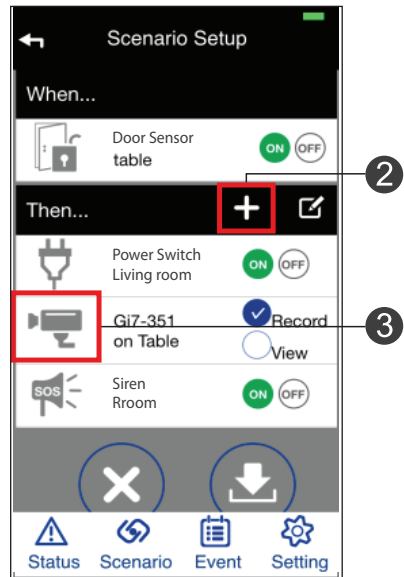 Scenario Setup
When...
Door Sensor
table
ON OFF
2
Then...
Power Switch
Living room
ON OFF
Gi7-351
on Table
Record
View
3
SOS
Siren
Rroom
ON OFF
Status Scenario Event Setting